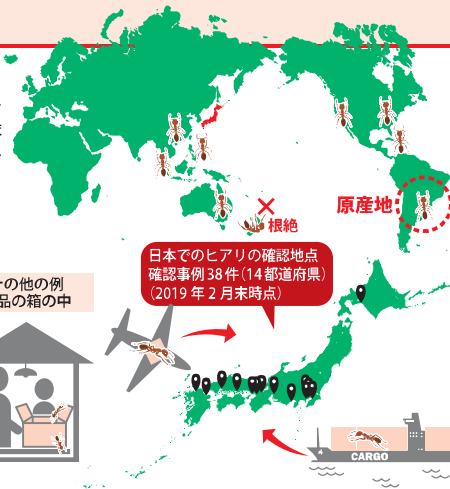 原産地
根絶
日本でのヒアリの確認地点
確認事例38件(14都道府県)
(2019年2月末時点)
の他の例
品の箱の中
CARGO